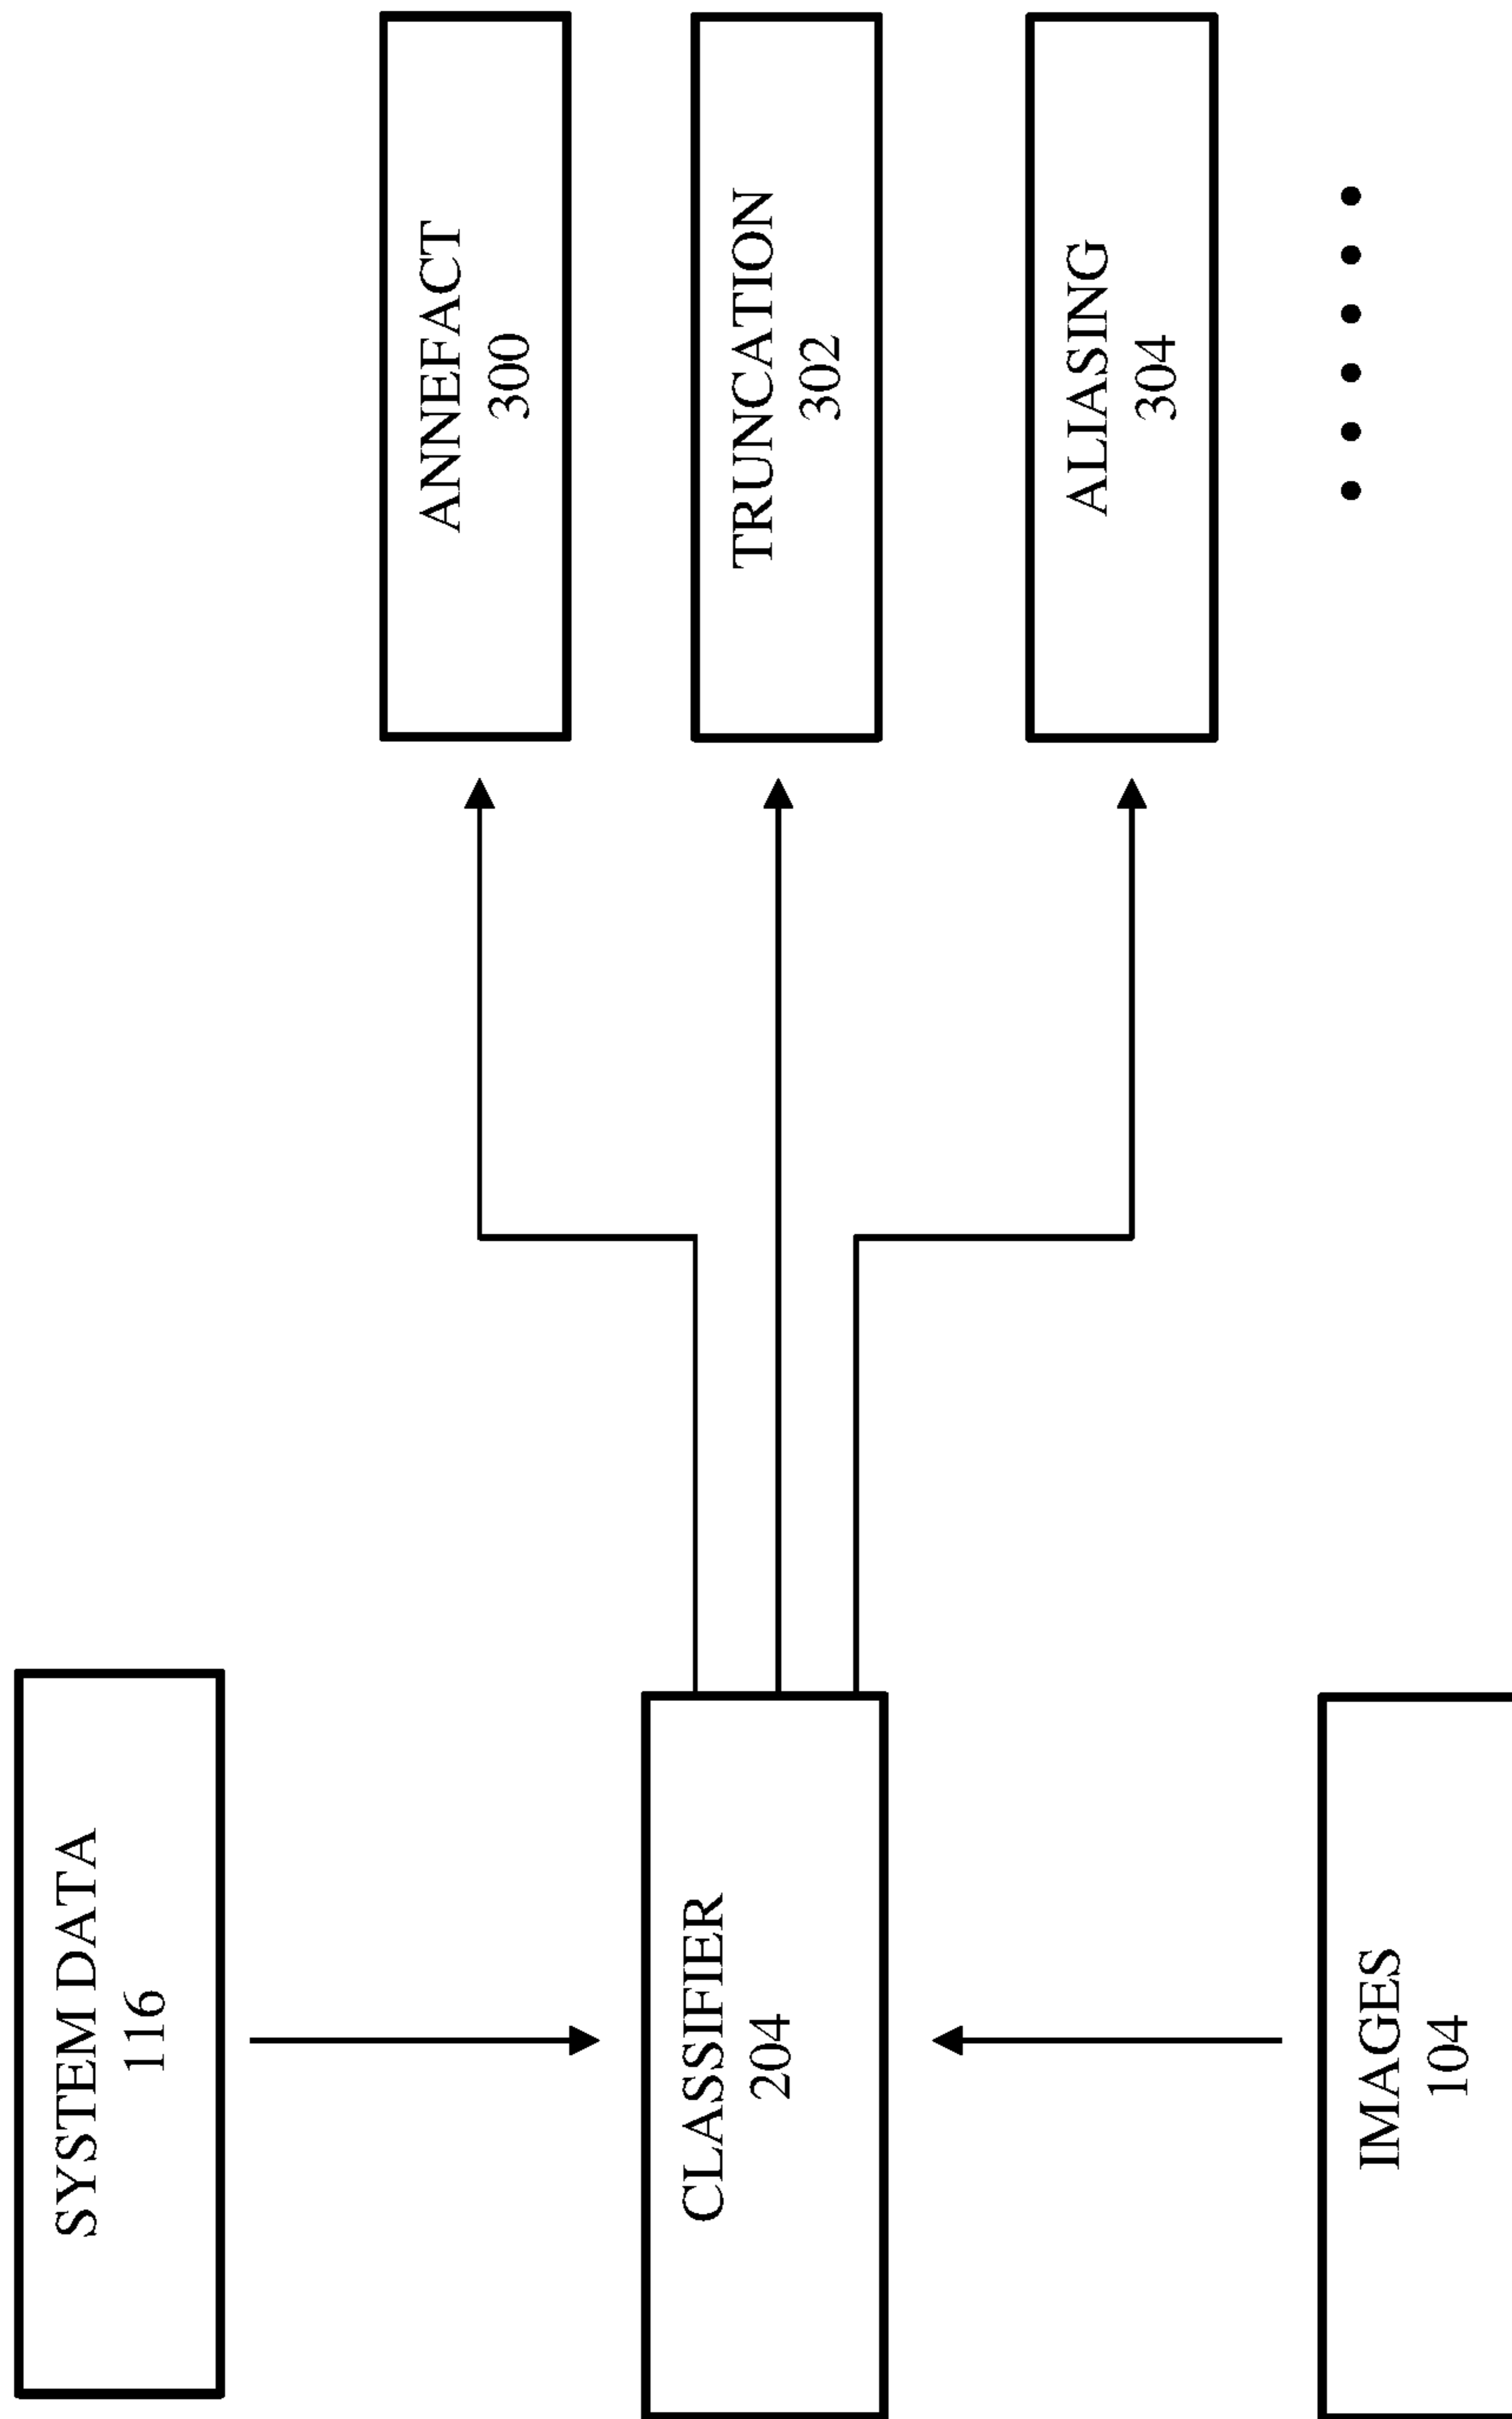 SYSTEM DATA
116
CLASSIFIER
204
IMAGES
104
ANNEFACT
300
TRUNCATION
302
ALIASING
304